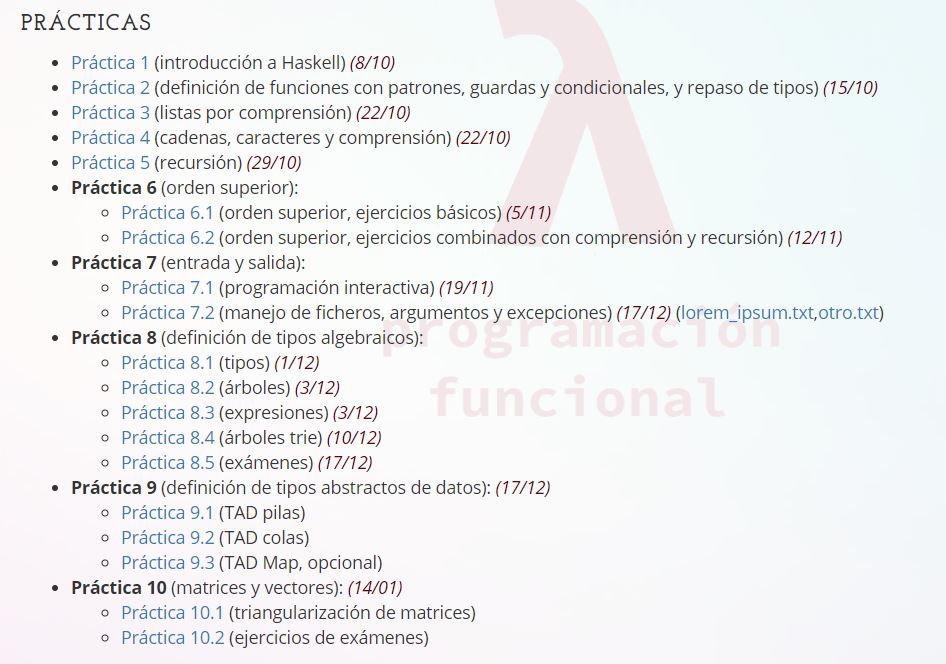 PRÁCTICAS
Práctica 1 (introducción a Haskell) (8/10)
Práctica 2 (definición de funciones con patrones, guardas y condicionales, y repaso de tipos) (15/10)
Práctica 3 (listas por comprensión) (22/10)
Práctica 4 (cadenas, caracteres y comprensión) (22/10)
Práctica 5 (recursión) (29/10)
Práctica 6 (orden superior):
Práctica 6.1 (orden superior, ejercicios básicos) (5/11)
Práctica 6.2 (orden superior, ejercicios combinados con comprensión y recursión) (12/11)
Práctica 7 (entrada y salida):
Práctica 7.1 (programación interactiva) (19/11)
Práctica 7.2 (manejo de ficheros, argumentos y excepciones) (17/12) (lorem_ipsum.txt,otro.txt)
Práctica 8 (definición de tipos algebraicos):
Práctica 8.1 (tipos) (1/12)
Práctica 8.2 (árboles) (3/12)
Práctica 8.3 (expresiones) (3/12)
Práctica 8.4 (árboles trie) (10/12)
Práctica 8.5 (exámenes) (17/12)
Práctica 9 (definición de tipos abstractos de datos): (17/12)
Práctica 9.1 (TAD pilas)
Práctica 9.2 (TAD colas)
Práctica 9.3 (TAD Map, opcional)
Práctica 10 (matrices y vectores): (14/01)
Práctica 10.1 (triangularización de matrices)
Práctica 10.2 (ejercicios de exámenes)
λ
programación
funcional